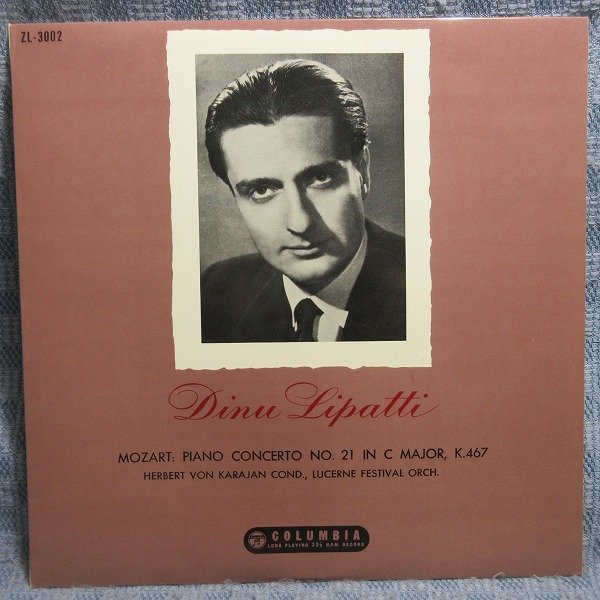 ZL-3002
Dinu Lipatti
MOZART: PIANO CONCERTO NO. 21 IN C MAJOR, K.467
HERBERT VON KARAJAN COND., LUCERNE FESTIVAL ORCH.
COLUMBIA
LONG PLAYING 33⅓ R.P.M. RECORD